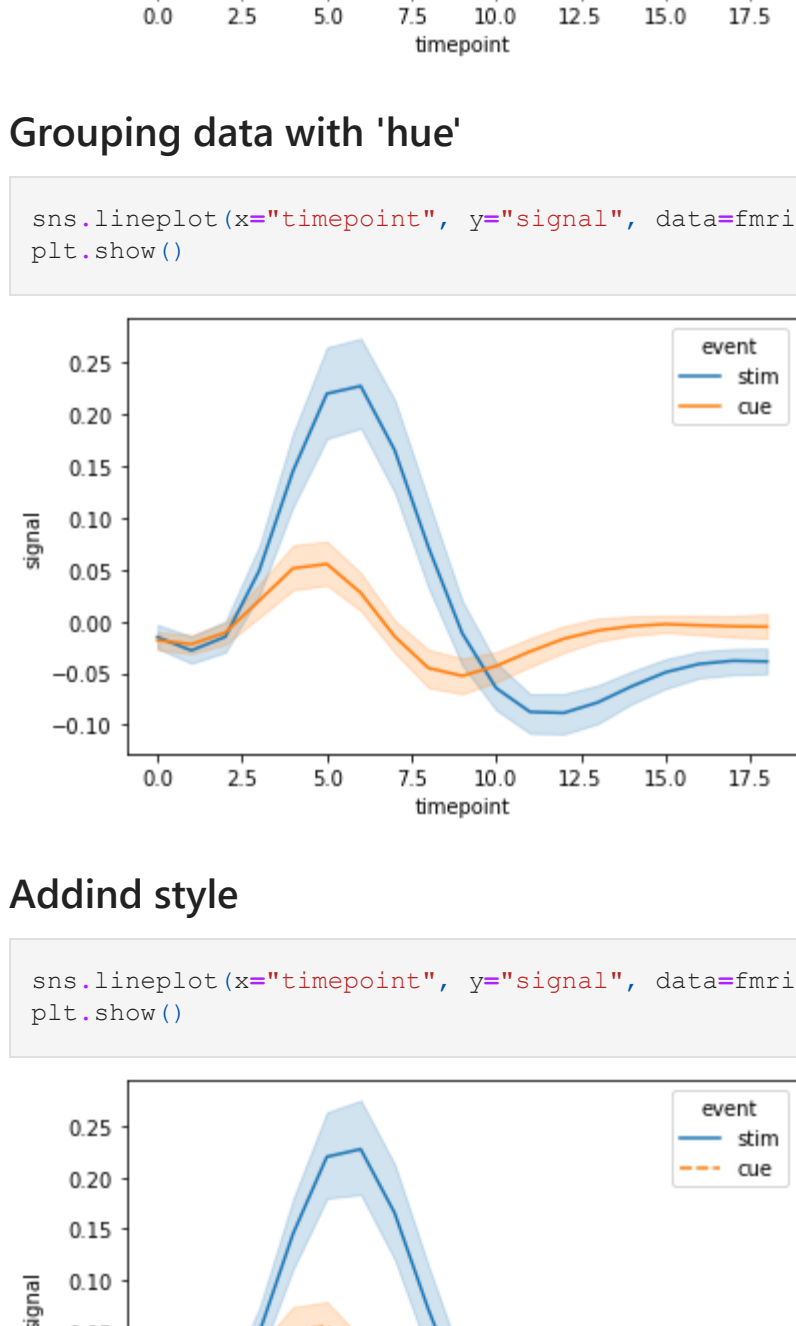 0.0 2.5 5.0 7.5 10.0 12.5 15.0 17.5
timepoint
Grouping data with 'hue'
sns.lineplot(x="timepoint", y="signal", data=fmri
plt.show()
event
stim
cue
0.25
0.20
0.15
0.10
0.05
0.00
−0.05
−0.10
signal
0.0 2.5 5.0 7.5 10.0 12.5 15.0 17.5
timepoint
Addind style
sns.lineplot(x="timepoint", y="signal", data=fmri
plt.show()
event
stim
cue
0.25
0.20
0.15
0.10
signal